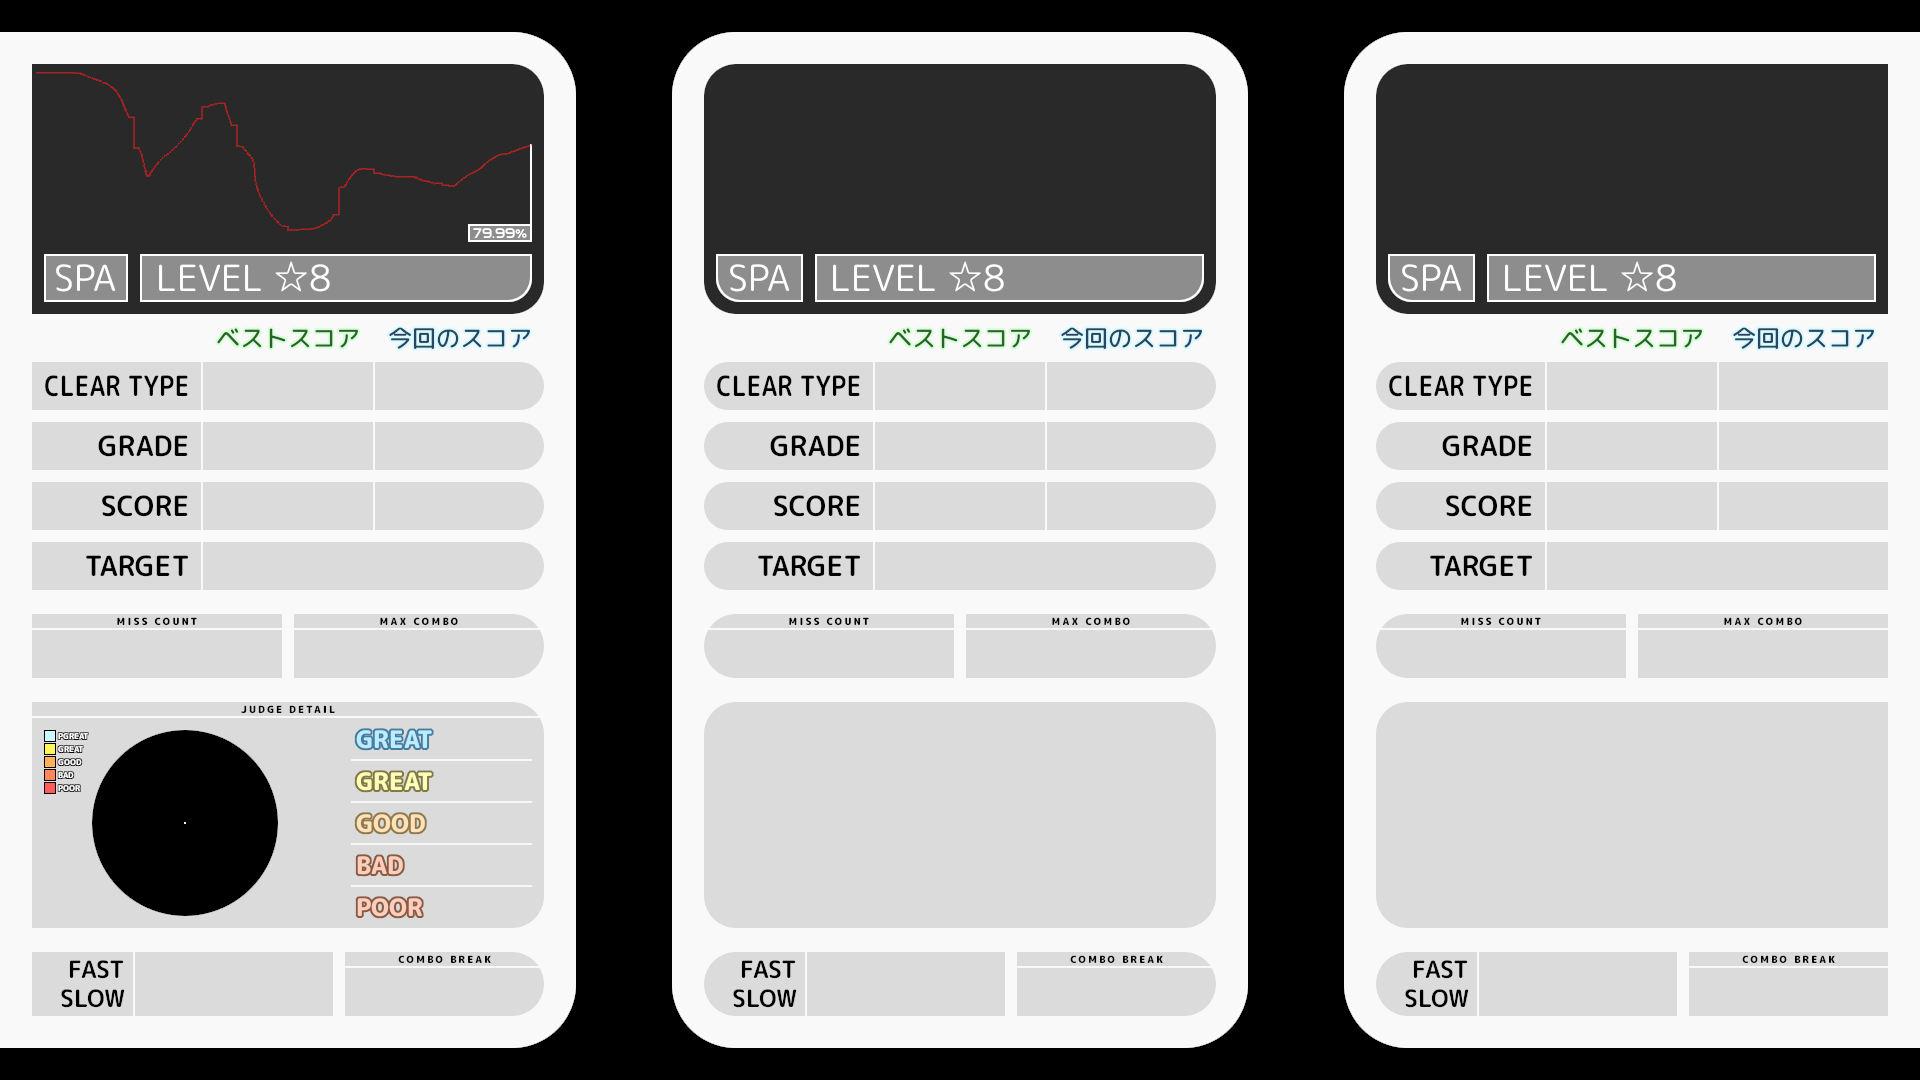 79.99%
SPA LEVEL ☆8
ベストスコア 今回のスコア
CLEAR TYPE
GRADE
SCORE
TARGET
MISS COUNT MAX COMBO
JUDGE DETAIL
PGREAT
GREAT
GOOD
BAD
POOR
GREAT
GREAT
GOOD
BAD
POOR
FAST
SLOW
COMBO BREAK
SPA LEVEL ☆8
ベストスコア 今回のスコア
CLEAR TYPE
GRADE
SCORE
TARGET
MISS COUNT MAX COMBO
FAST
SLOW
COMBO BREAK
SPA LEVEL ☆8
ベストスコア 今回のスコア
CLEAR TYPE
GRADE
SCORE
TARGET
MISS COUNT MAX COMBO
FAST
SLOW
COMBO BREAK